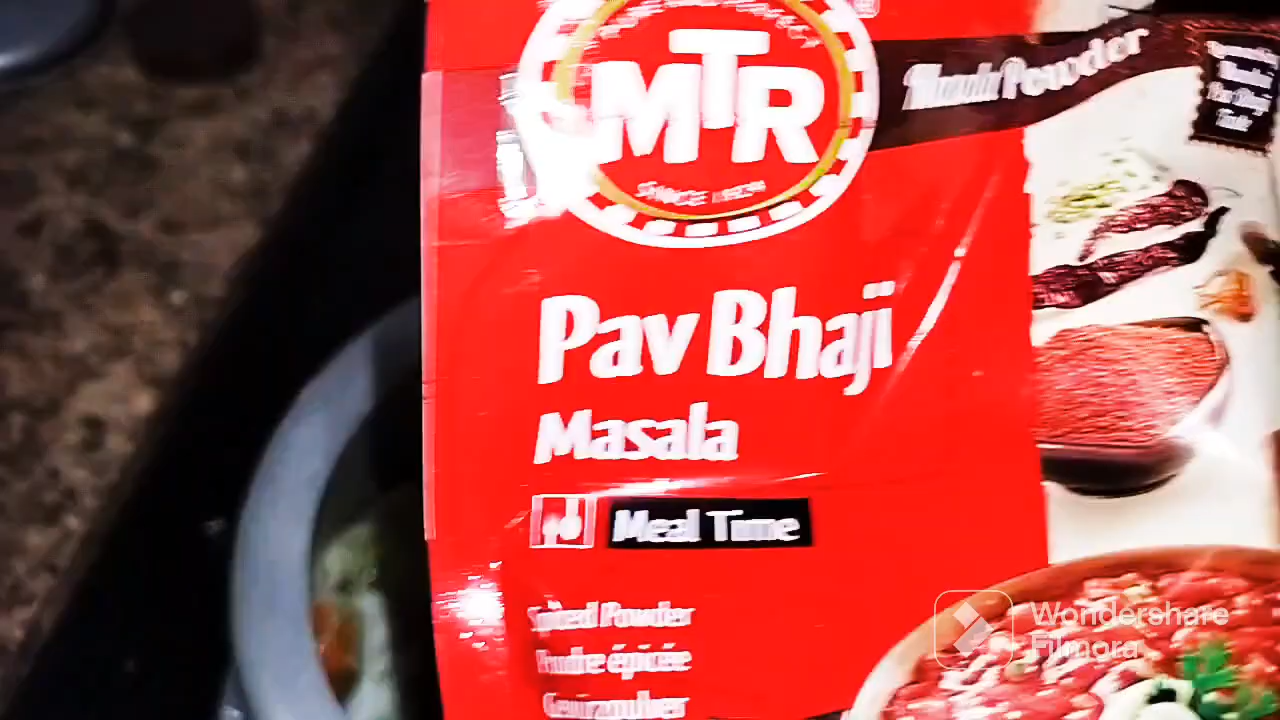 MTR
SINCE 1924
Masala Powder
Pav Bhaji
Masala
Meal Time
Spiced Powder
Poudre épicée
Gewürzpulver
Wondershare
Filmora